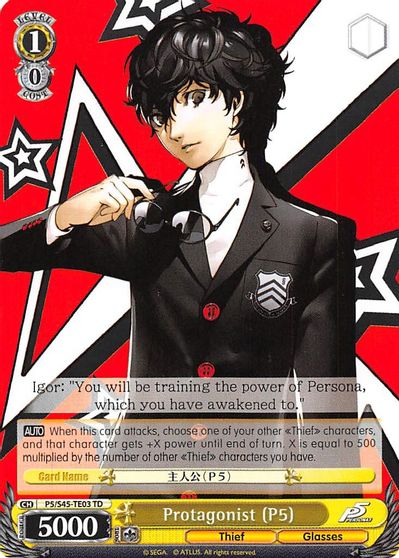 LEVEL
1
0
COST
Igor: "You will be training the power of Persona,
which you have awakened to."
AUTO When this card attacks, choose one of your other «Thief» characters,
and that character gets +X power until end of turn. X is equal to 500
multiplied by the number of other «Thief» characters you have.
Card Name
主人公(P5)
CH P5/S45-TE03 TD
5000
Protagonist (P5)
P5
PERSONA5
Thief
Glasses
© SEGA. © ATLUS. All rights reserved.